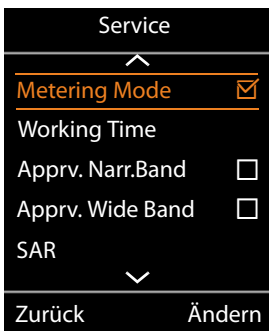 Service
Metering Mode
Working Time
Apprv. Narr.Band
Apprv. Wide Band
SAR
Zurück Ändern